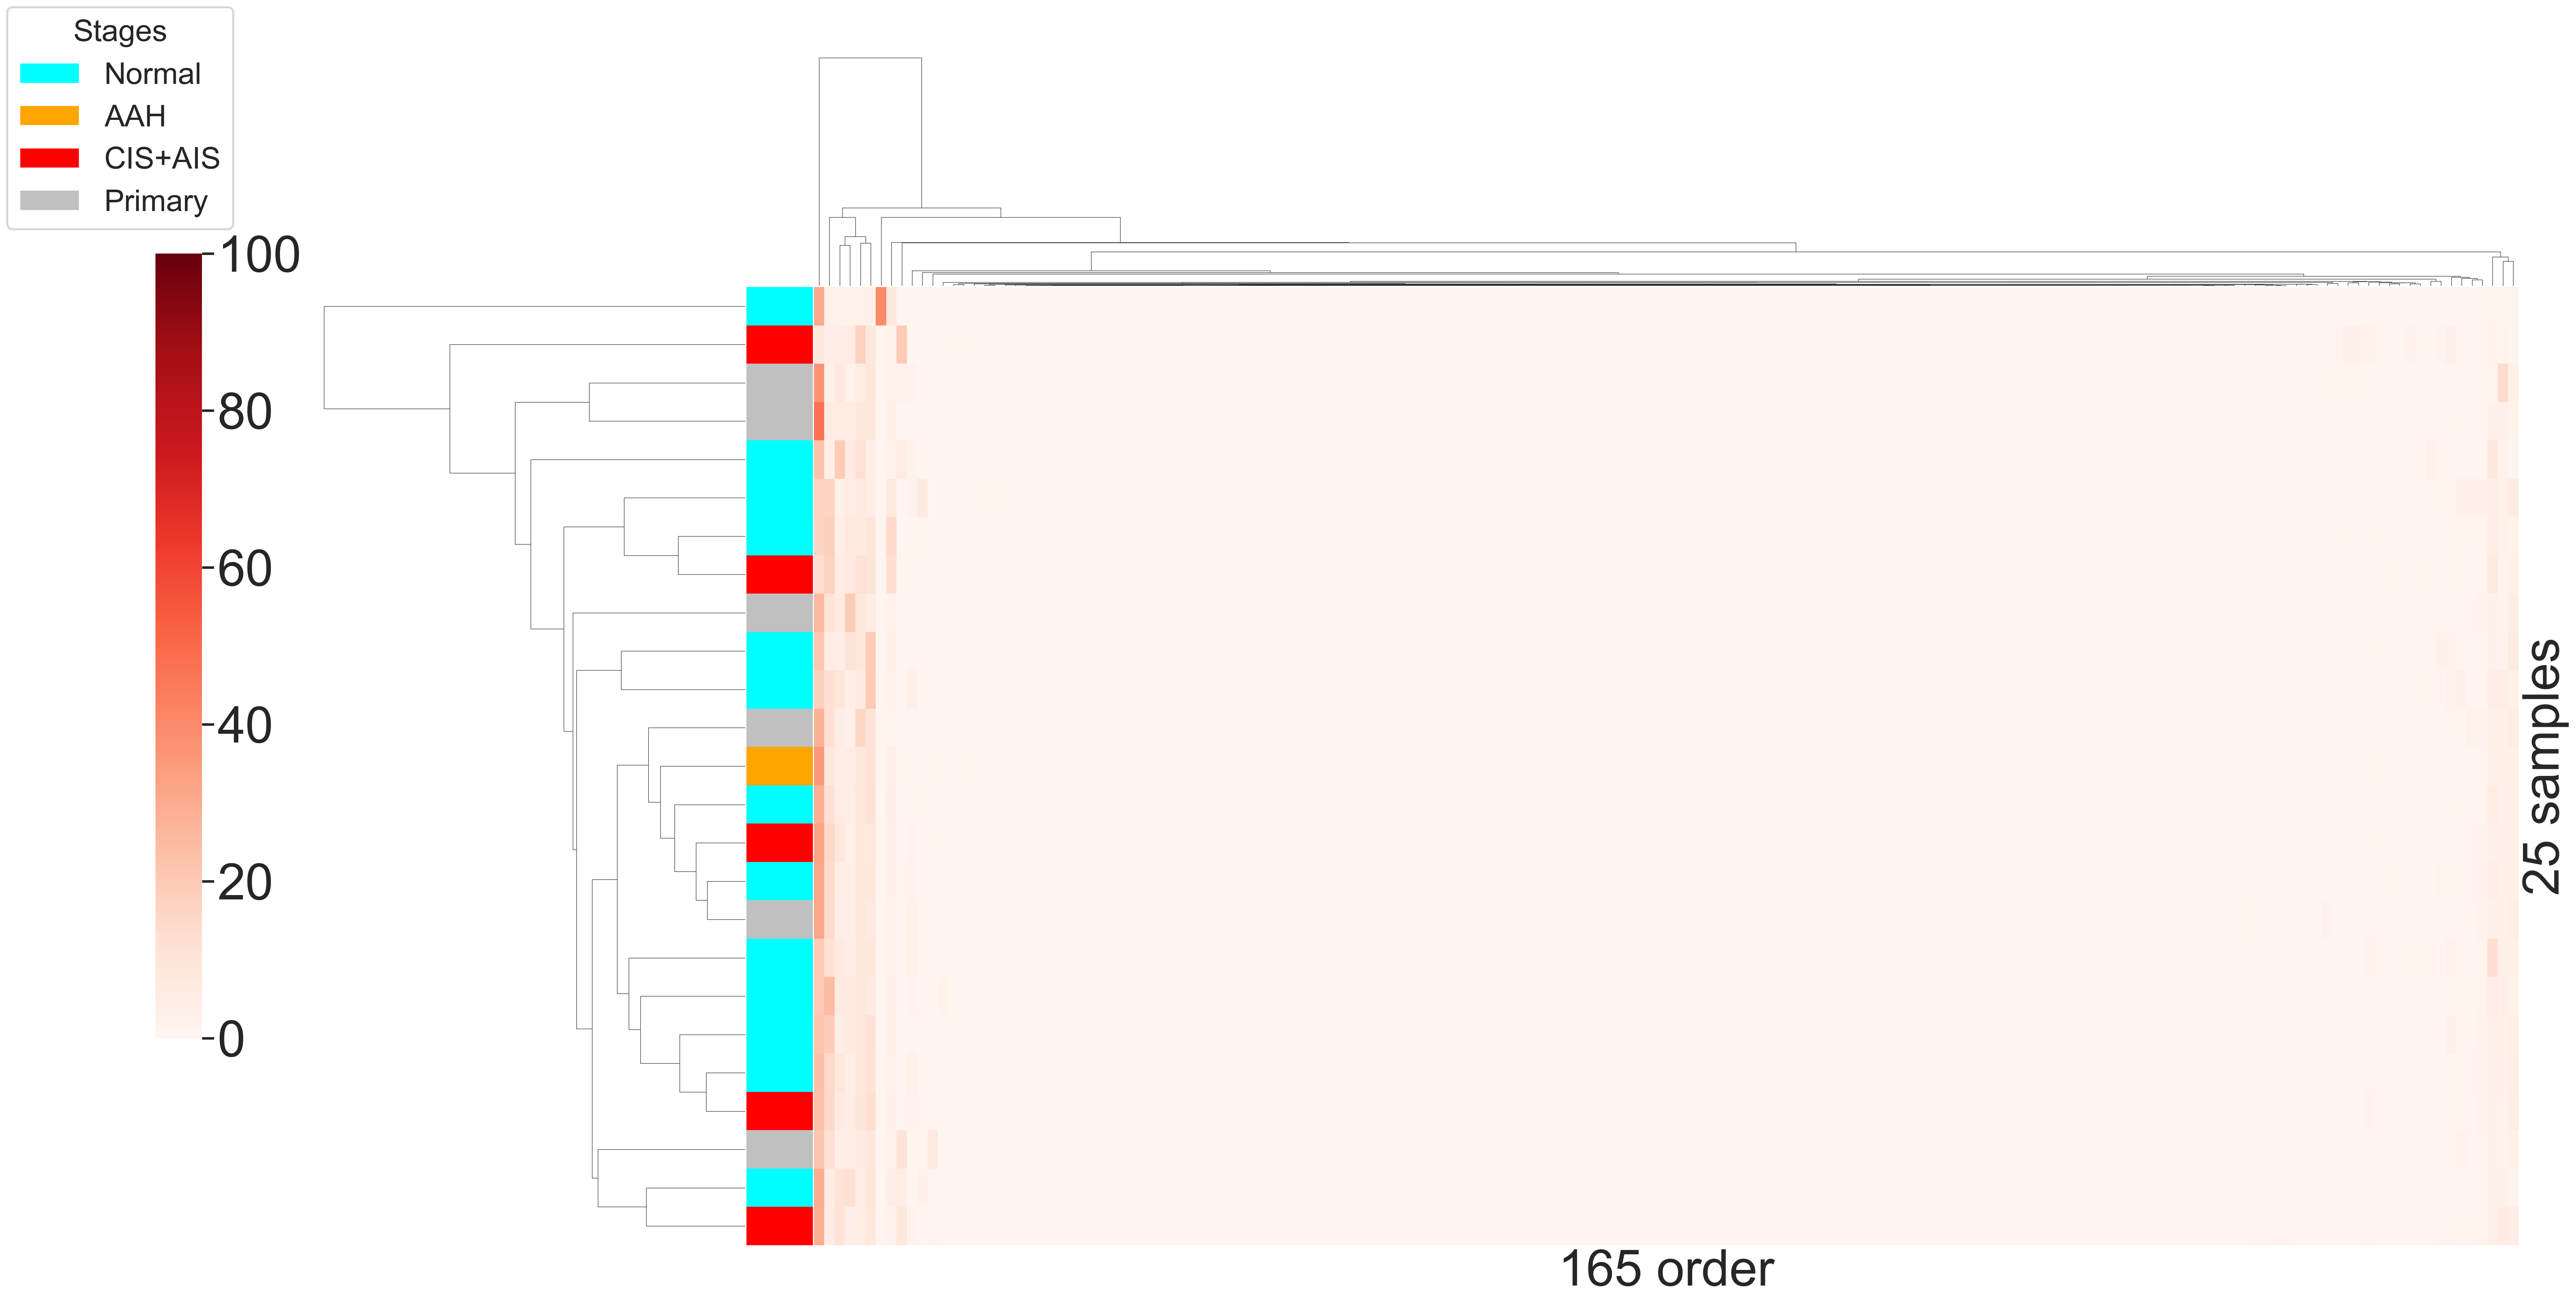 Stages
Normal
AAH
CIS+AIS
Primary
100
80
60
40
20
0
25 samples
165 order